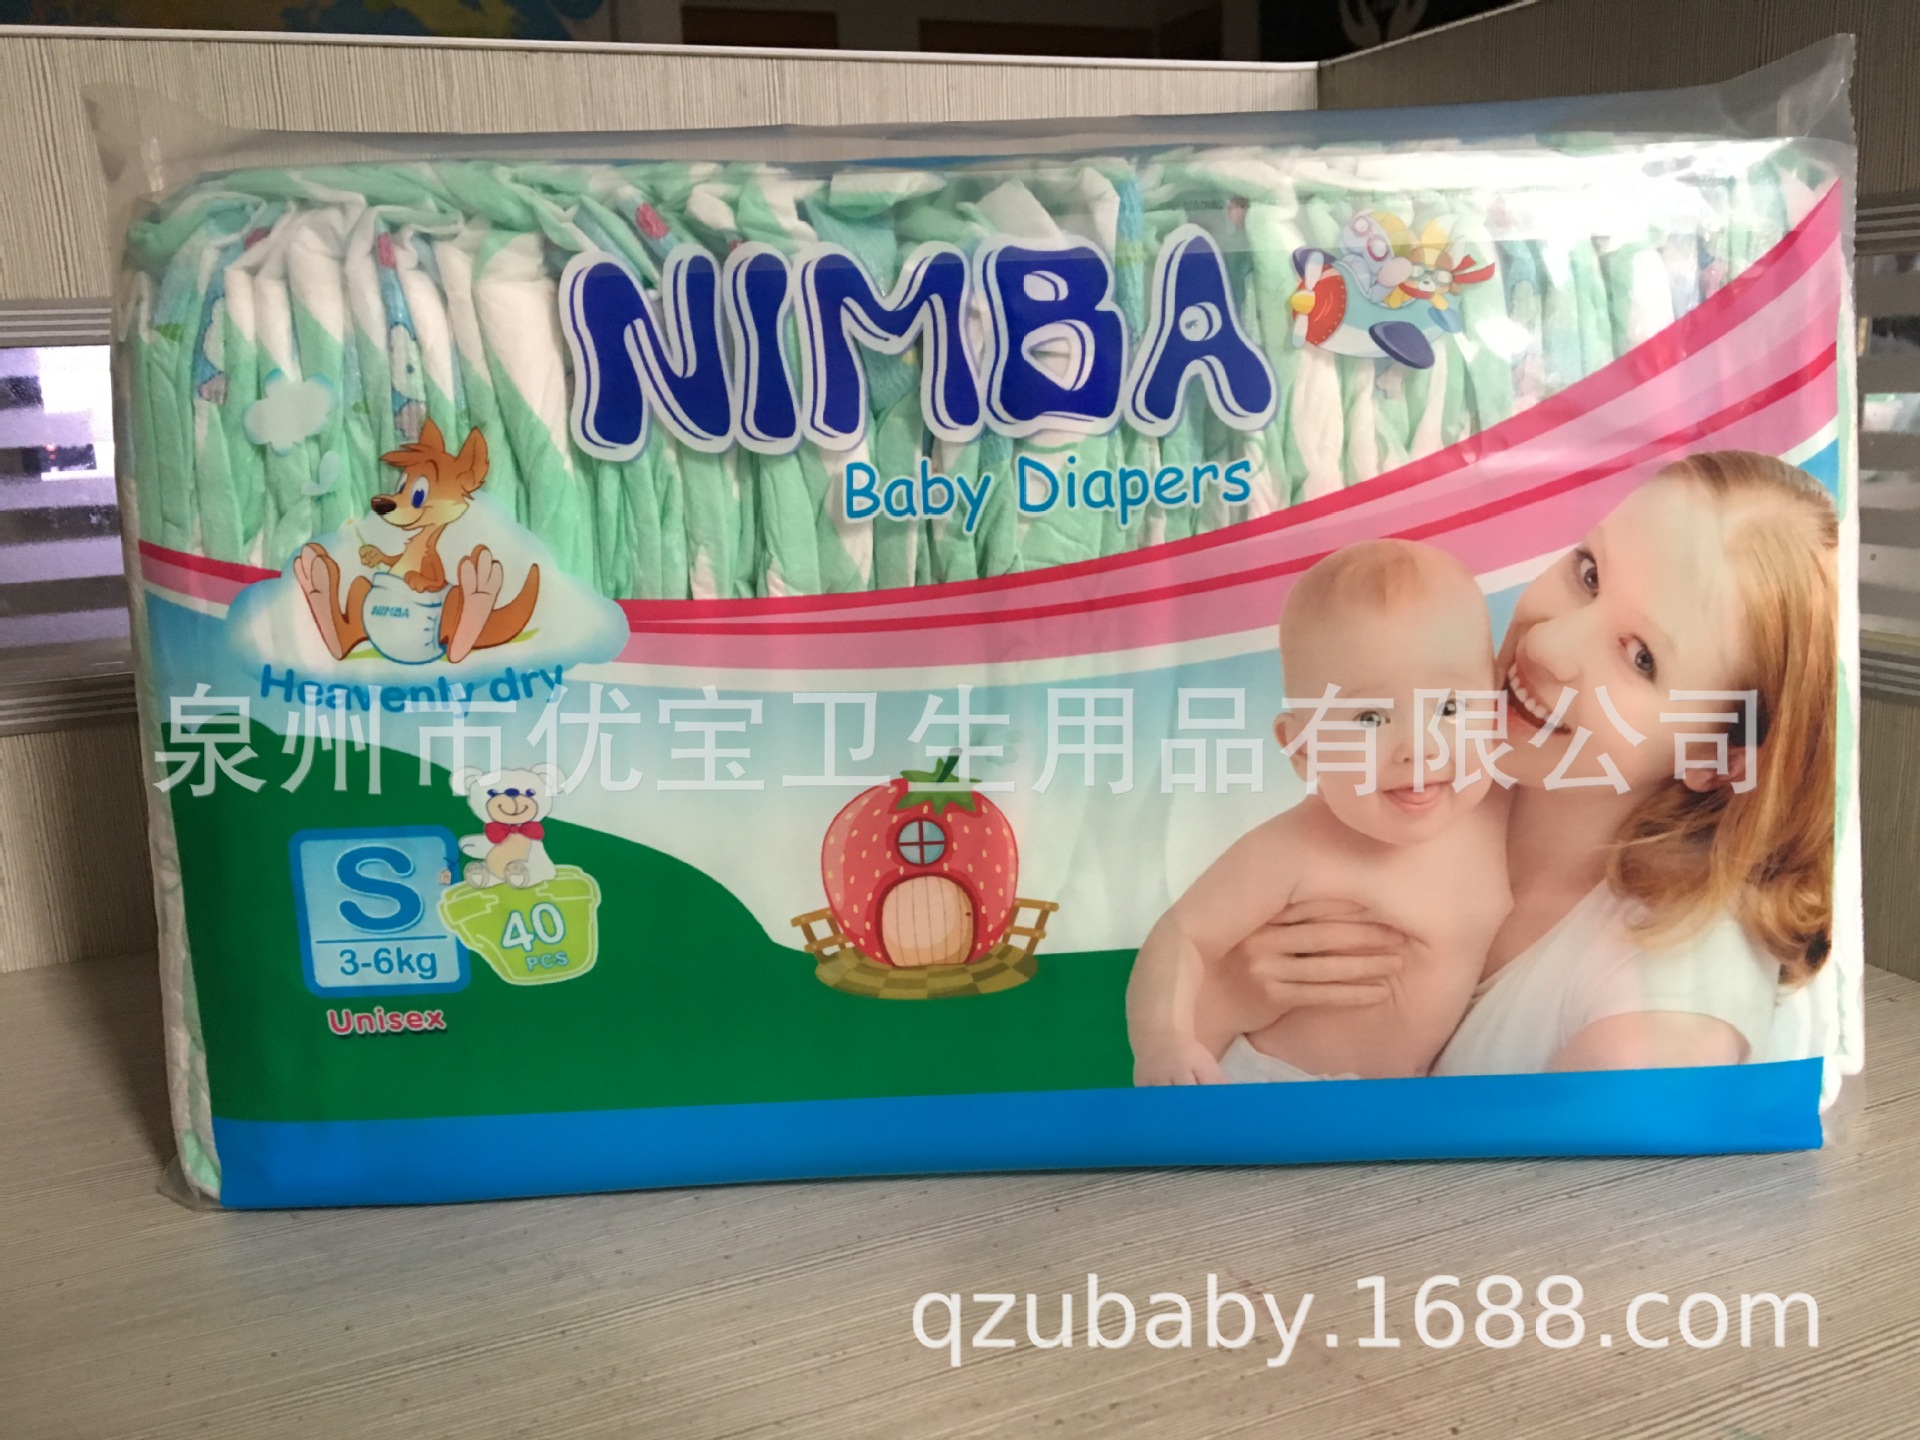 NIMBA
Baby Diapers
NIMBA
Heavenly dry
泉州市优宝卫生用品有限公司
S
3-6kg
40
PCS
Unisex
qzubaby.1688.com